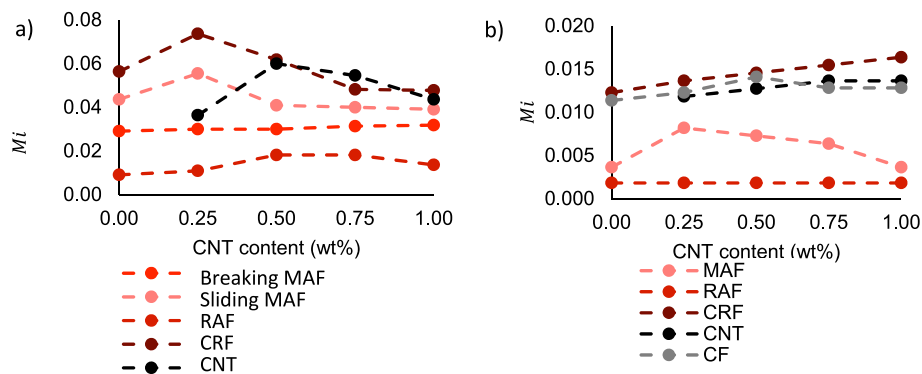 a)
0.08
0.06
0.04
0.02
0.00
Mi
0.00 0.25 0.50 0.75 1.00
CNT content (wt%)
Breaking MAF
Sliding MAF
RAF
CRF
CNT
b)
0.020
0.015
0.010
0.005
0.000
Mi
0.00 0.25 0.50 0.75 1.00
CNT content (wt%)
MAF
RAF
CRF
CNT
CF